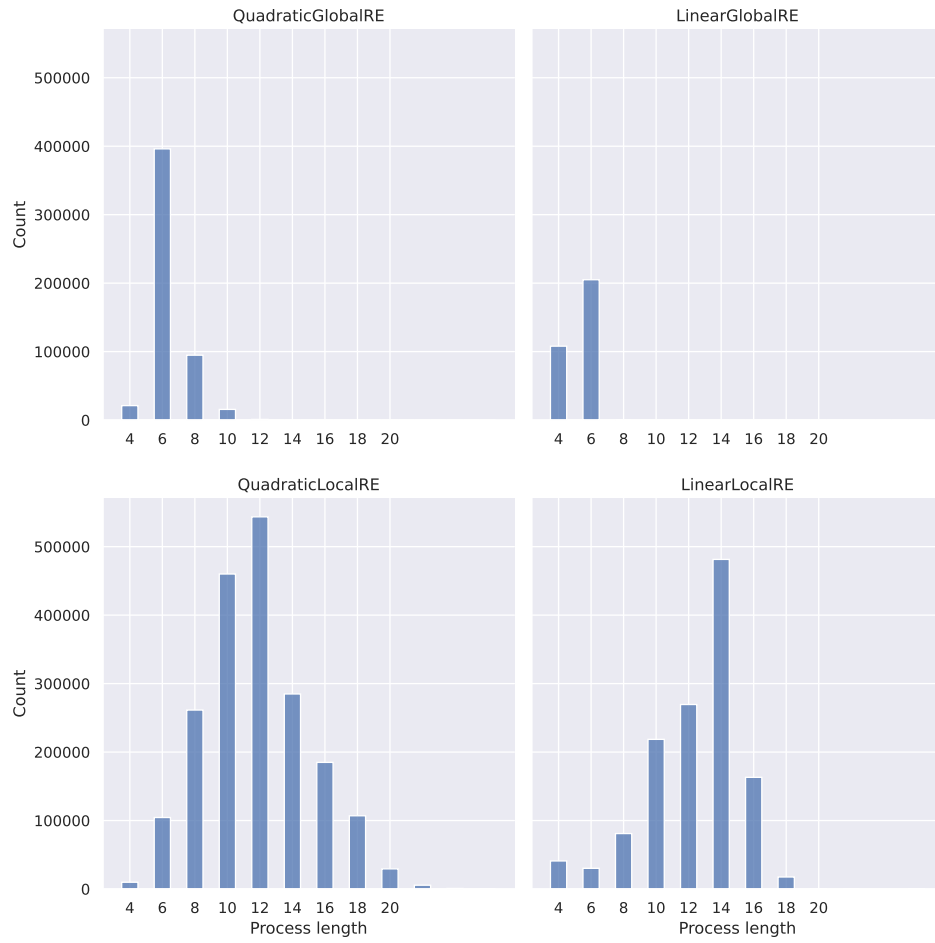 QuadraticGlobalRE
LinearGlobalRE
500000
400000
300000
200000
100000
0
Count
4 6 8 10 12 14 16 18 20
4 6 8 10 12 14 16 18 20
QuadraticLocalRE
LinearLocalRE
500000
400000
300000
200000
100000
0
Count
4 6 8 10 12 14 16 18 20
4 6 8 10 12 14 16 18 20
Process length
Process length